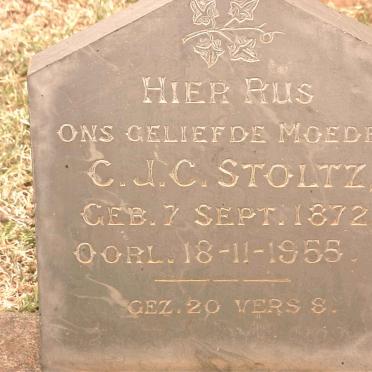 HIER RUS
ONS GELIEFDE MOEDE
C.J.C. STOLTZ
GEB. 7 SEPT. 1872
OORL. 18-11-1955.
GEZ. 20 VERS 8.